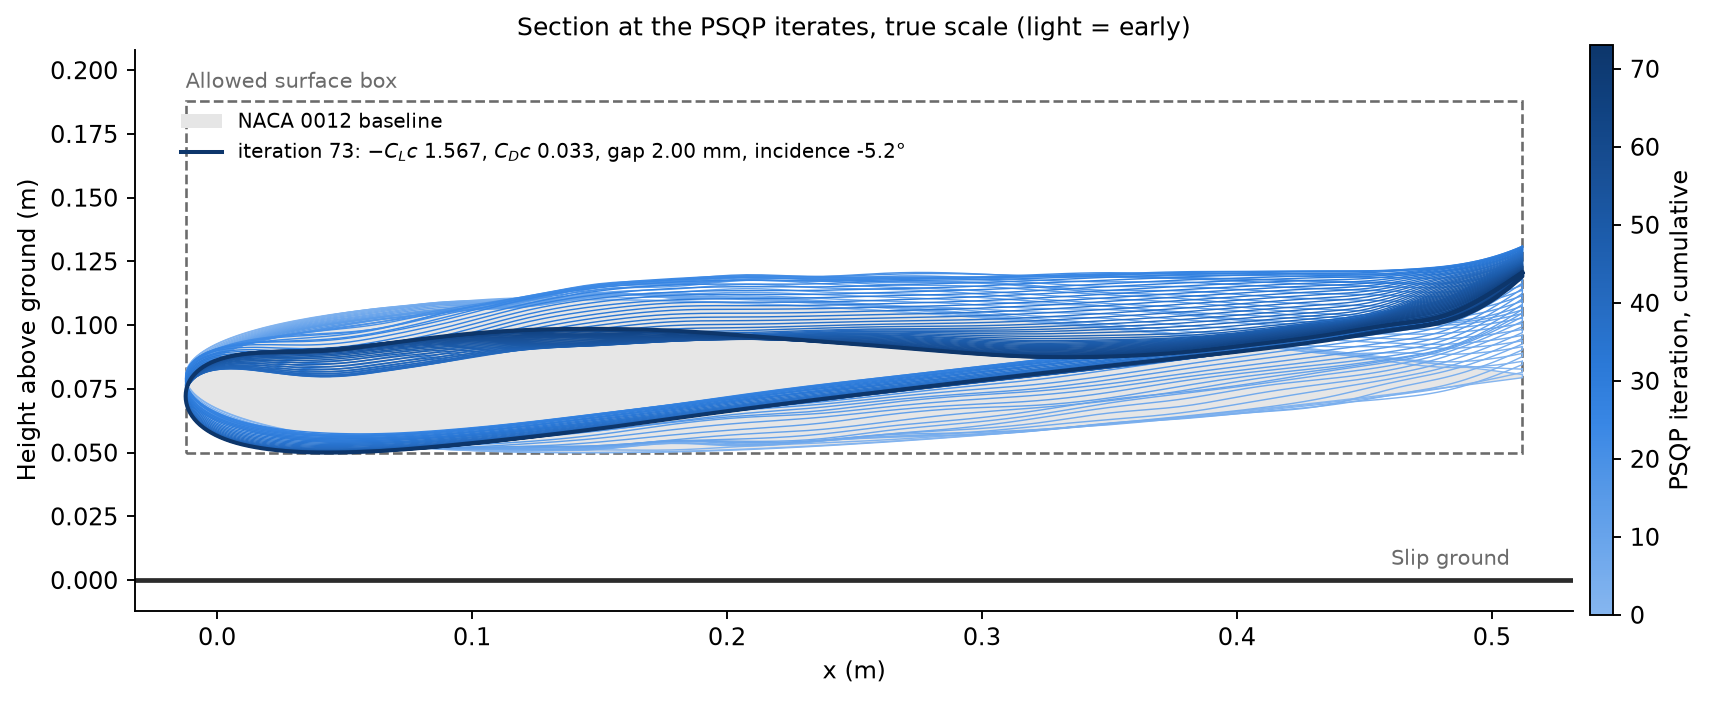 Section at the PSQP iterates, true scale (light = early)
Allowed surface box
NACA 0012 baseline
iteration 73: −C_L c 1.567, C_D c 0.033, gap 2.00 mm, incidence -5.2°
Slip ground
Height above ground (m)
0.200
0.175
0.150
0.125
0.100
0.075
0.050
0.025
0.000
0.0 0.1 0.2 0.3 0.4 0.5
x (m)
70
60
50
40
30
20
10
0
PSQP iteration, cumulative